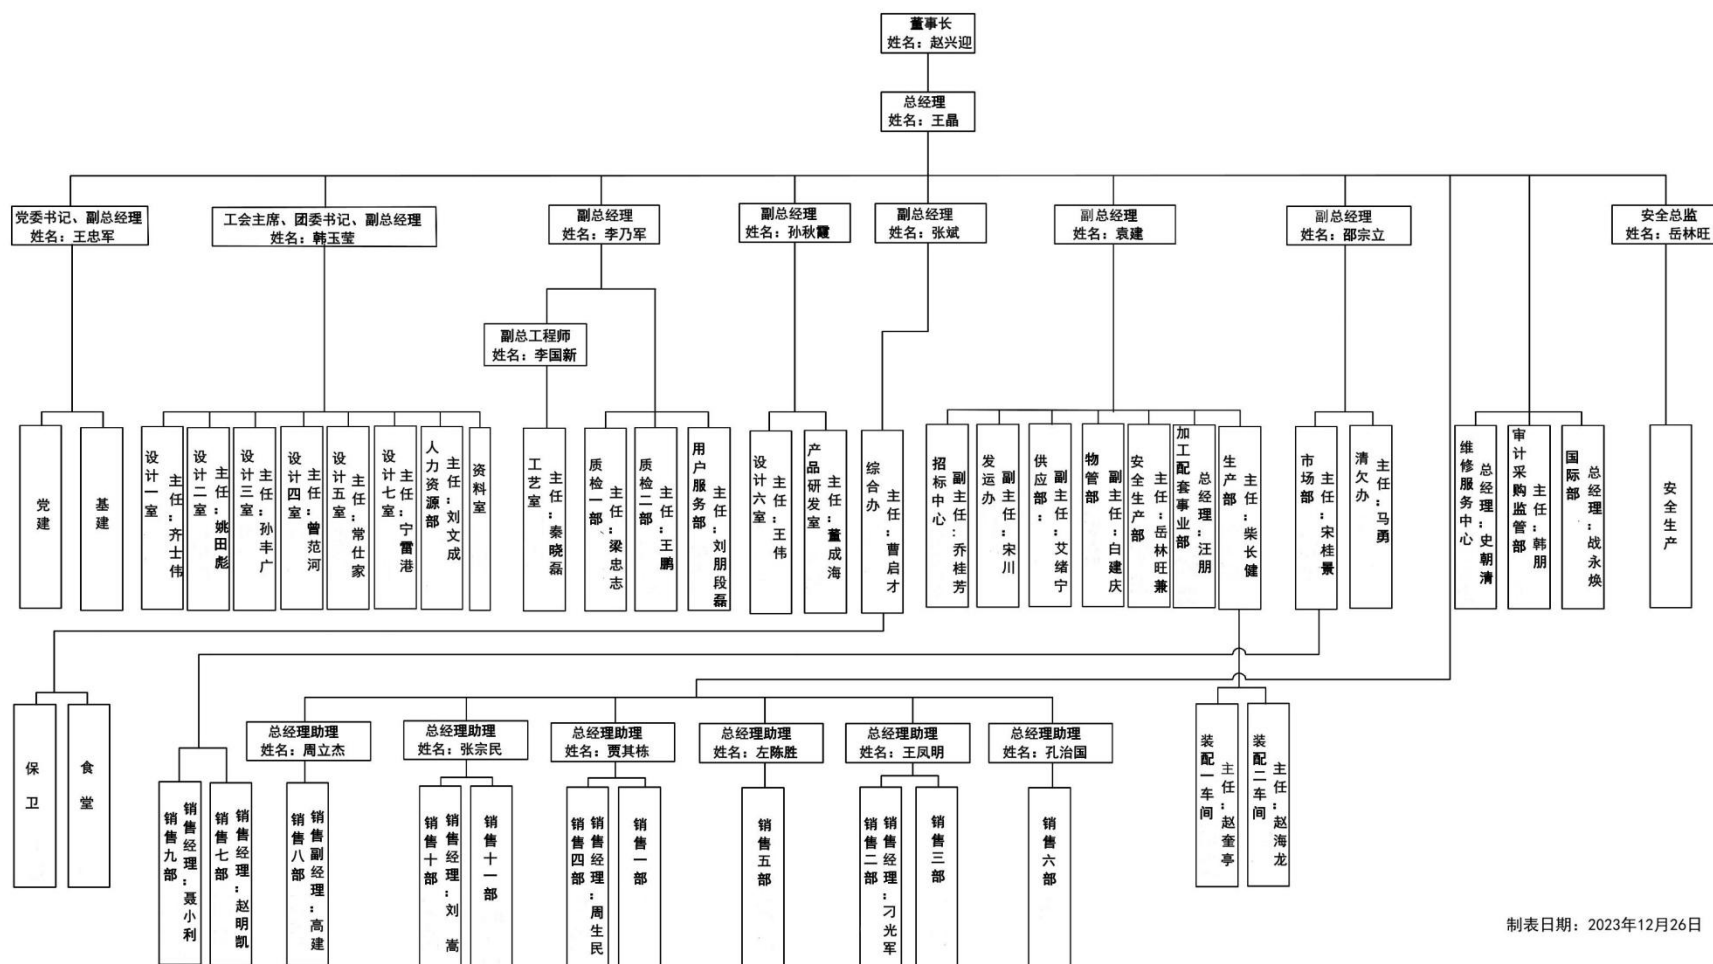 董事长
姓名：赵兴迎
总经理
姓名：王晶
党委书记、副总经理
姓名：王忠军
工会主席、团委书记、副总经理
姓名：韩玉莹
副总经理
姓名：李乃军
副总经理
姓名：孙秋霞
副总经理
姓名：张斌
副总经理
姓名：袁建
副总经理
姓名：邵宗立
安全总监
姓名：岳林旺
副总工程师
姓名：李国新
党建
基建
设计一室
主任：齐士伟
设计二室
主任：姚田彪
设计三室
主任：孙丰广
设计四室
主任：曾范河
设计五室
主任：常仕家
设计七室
主任：宁雷港
人力资源部
主任：刘文成
资料室
工艺室
主任：秦晓磊
质检一部
主任：梁忠志
质检二部
主任：王鹏
用户服务部
主任：刘朋段磊
设计六室
主任：王伟
产品研发室
主任：董成海
综合办
主任：曹启才
招标中心
副主任：乔桂芳
发运办
副主任：宋川
供应部：
副主任：艾绪宁
物管部
副主任：白建庆
安全生产部
主任：岳林旺兼
加工配套事业部
总经理：汪朋
生产部
主任：柴长健
市场部
主任：宋桂景
清欠办
主任：马勇
维修服务中心
总经理：史朝清
审计采购监管部
主任：韩朋
国际部
总经理：战永焕
安全生产
保卫
食堂
总经理助理
姓名：周立杰
总经理助理
姓名：张宗民
总经理助理
姓名：贾其栋
总经理助理
姓名：左陈胜
总经理助理
姓名：王凤明
总经理助理
姓名：孔治国
装配一车间
主任：赵奎亭
装配二车间
主任：赵海龙
销售九部
销售经理：聂小利
销售七部
销售经理：赵明凯
销售八部
销售副经理：高建
销售十部
销售经理：刘 嵩
销售十一部
销售四部
销售经理：周生民
销售一部
销售五部
销售二部
销售经理：刁光军
销售三部
销售六部
制表日期：2023年12月26日